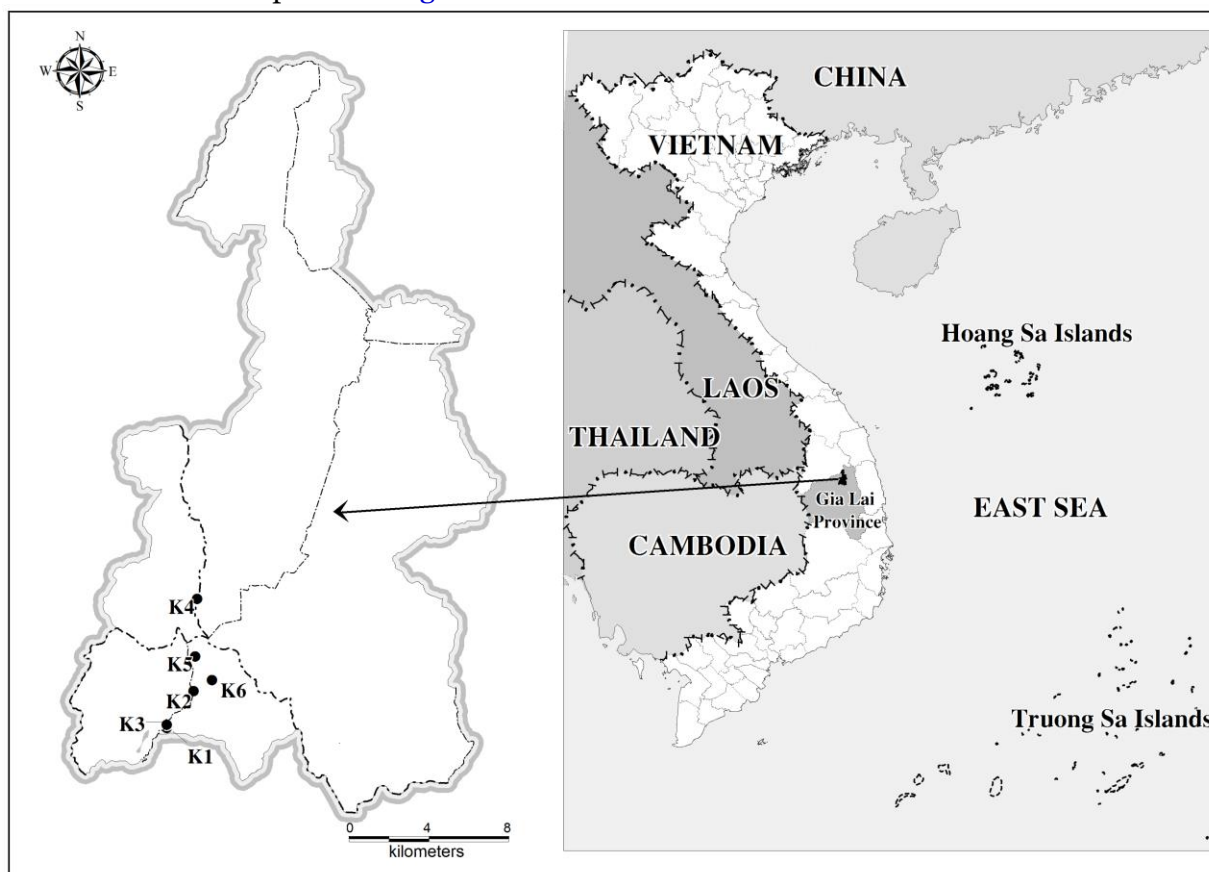 N
W E
S
K4
K5
K6
K2
K3
K1
0 4 8
kilometers
CHINA
VIETNAM
Hoang Sa Islands
LAOS
THAILAND
Gia Lai
Province
EAST SEA
CAMBODIA
Truong Sa Islands